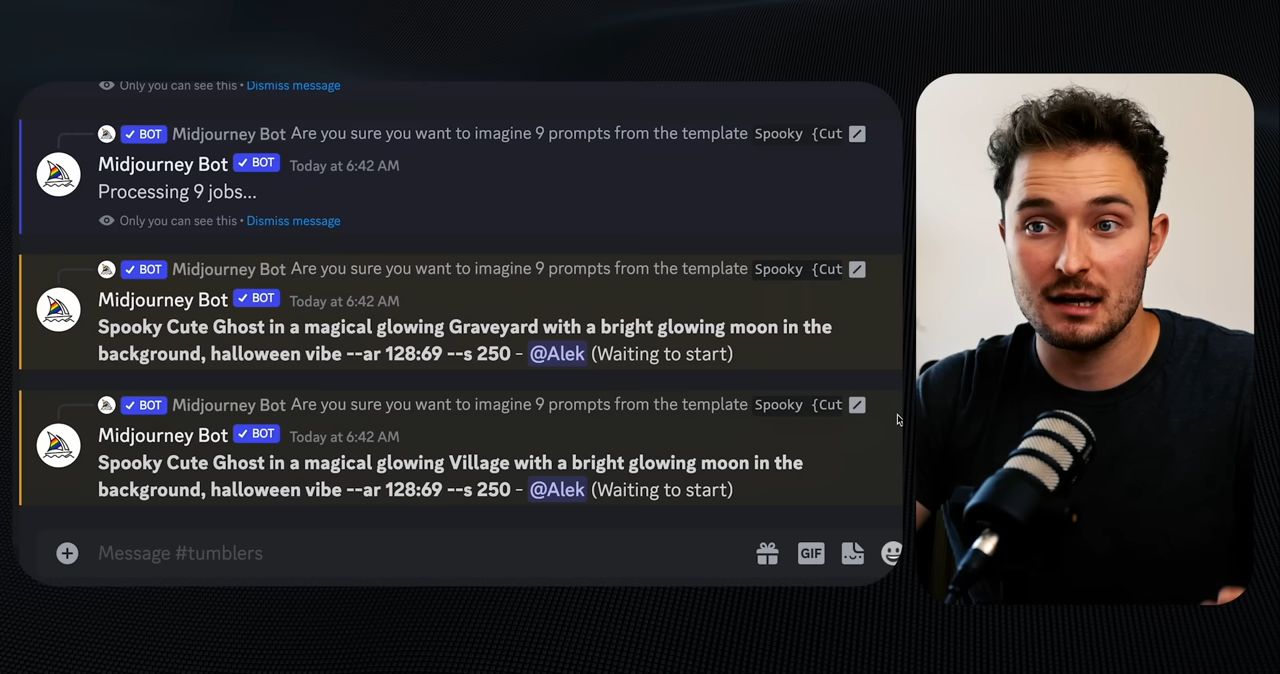 Only you can see this • Dismiss message
✓ BOT Midjourney Bot Are you sure you want to imagine 9 prompts from the template Spooky {Cut
Midjourney Bot ✓ BOT Today at 6:42 AM
Processing 9 jobs...
Only you can see this • Dismiss message
✓ BOT Midjourney Bot Are you sure you want to imagine 9 prompts from the template Spooky {Cut
Midjourney Bot ✓ BOT Today at 6:42 AM
Spooky Cute Ghost in a magical glowing Graveyard with a bright glowing moon in the
background, halloween vibe --ar 128:69 --s 250 - @Alek (Waiting to start)
✓ BOT Midjourney Bot Are you sure you want to imagine 9 prompts from the template Spooky {Cut
Midjourney Bot ✓ BOT Today at 6:42 AM
Spooky Cute Ghost in a magical glowing Village with a bright glowing moon in the
background, halloween vibe --ar 128:69 --s 250 - @Alek (Waiting to start)
Message #tumblers
GIF